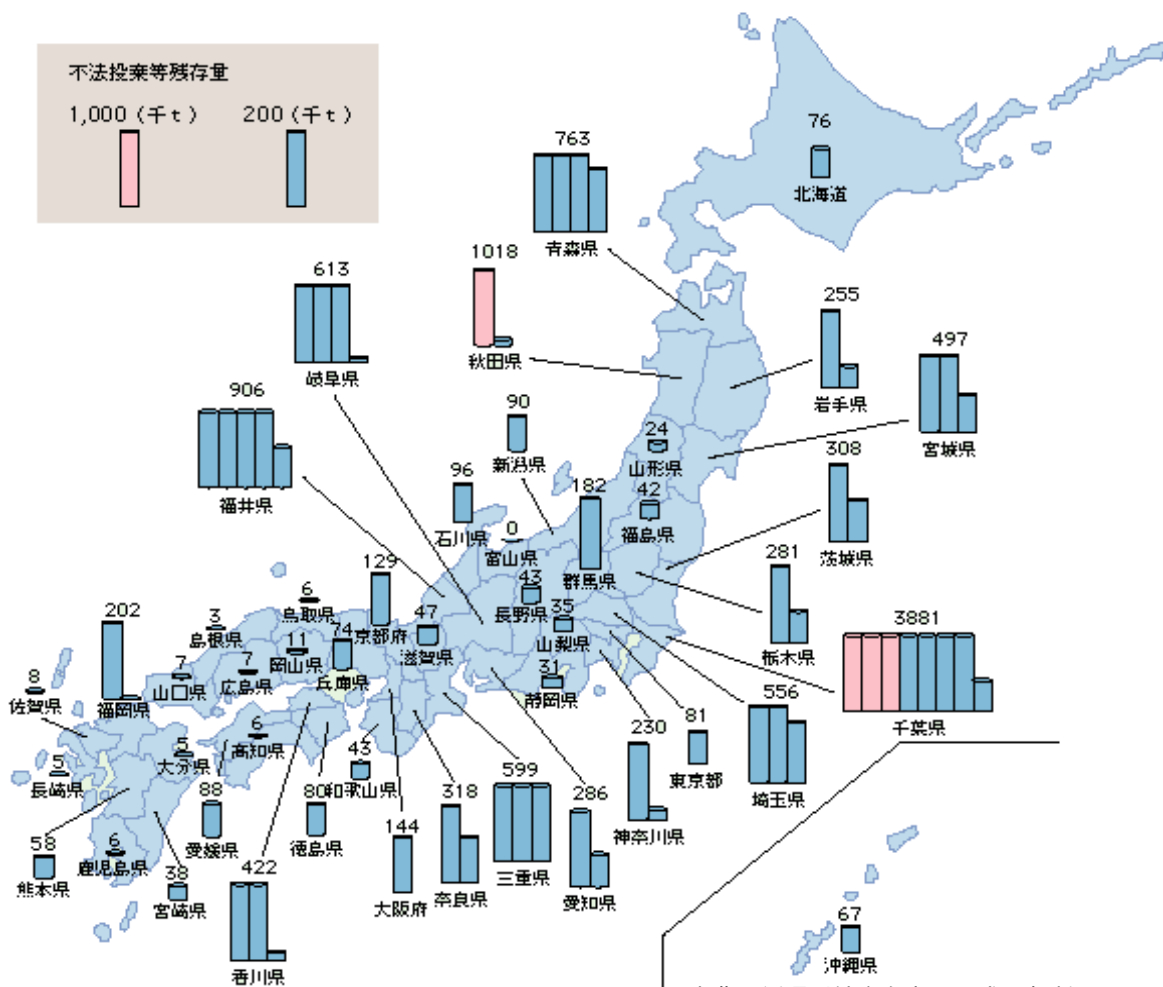 不法投棄等残存量
1,000（千ｔ） 200（千ｔ）
76
北海道
763
青森県
1018
秋田県
255
岩手県
497
宮城県
613
岐阜県
906
福井県
90
新潟県
24
山形県
42
福島県
308
茨城県
96
石川県
0
富山県
182
群馬県
281
栃木県
43
長野県
35
山梨県
3881
千葉県
129
京都府
47
滋賀県
6
鳥取県
3
島根県
11
岡山県
74
兵庫県
202
福岡県
7
山口県
7
広島県
8
佐賀県
31
静岡県
556
埼玉県
81
東京都
230
神奈川県
6
高知県
5
大分県
5
長崎県
43
和歌山県
599
三重県
286
愛知県
318
奈良県
144
大阪府
80
徳島県
88
愛媛県
58
熊本県
6
鹿児島県
38
宮崎県
422
香川県
67
沖縄県